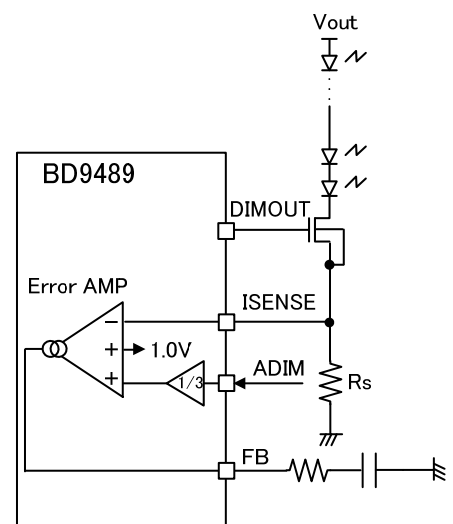 Vout
BD9489
DIMOUT
Error AMP
ISENSE
−
+
1.0V
+
1/3
ADIM
Rs
FB